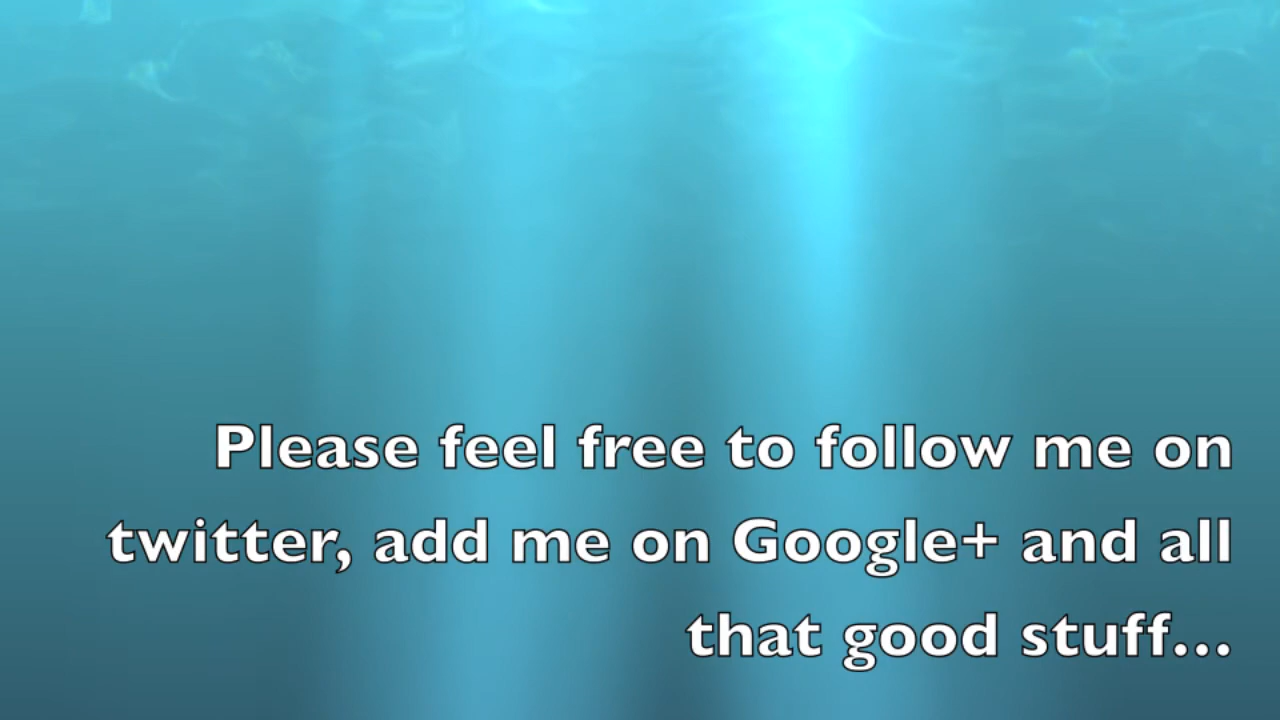 Please feel free to follow me on
twitter, add me on Google+ and all
that good stuff...